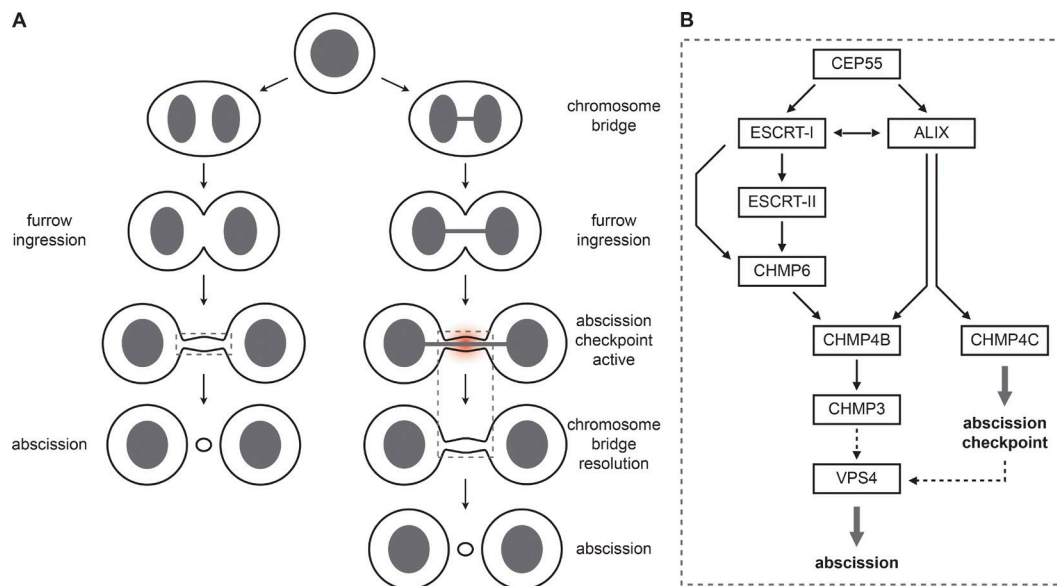 A
chromosome
bridge
furrow
ingression
furrow
ingression
abscission
checkpoint
active
abscission
chromosome
bridge
resolution
abscission
B
CEP55
ESCRT-I
ALIX
ESCRT-II
CHMP6
CHMP4B
CHMP4C
CHMP3
abscission
checkpoint
VPS4
abscission